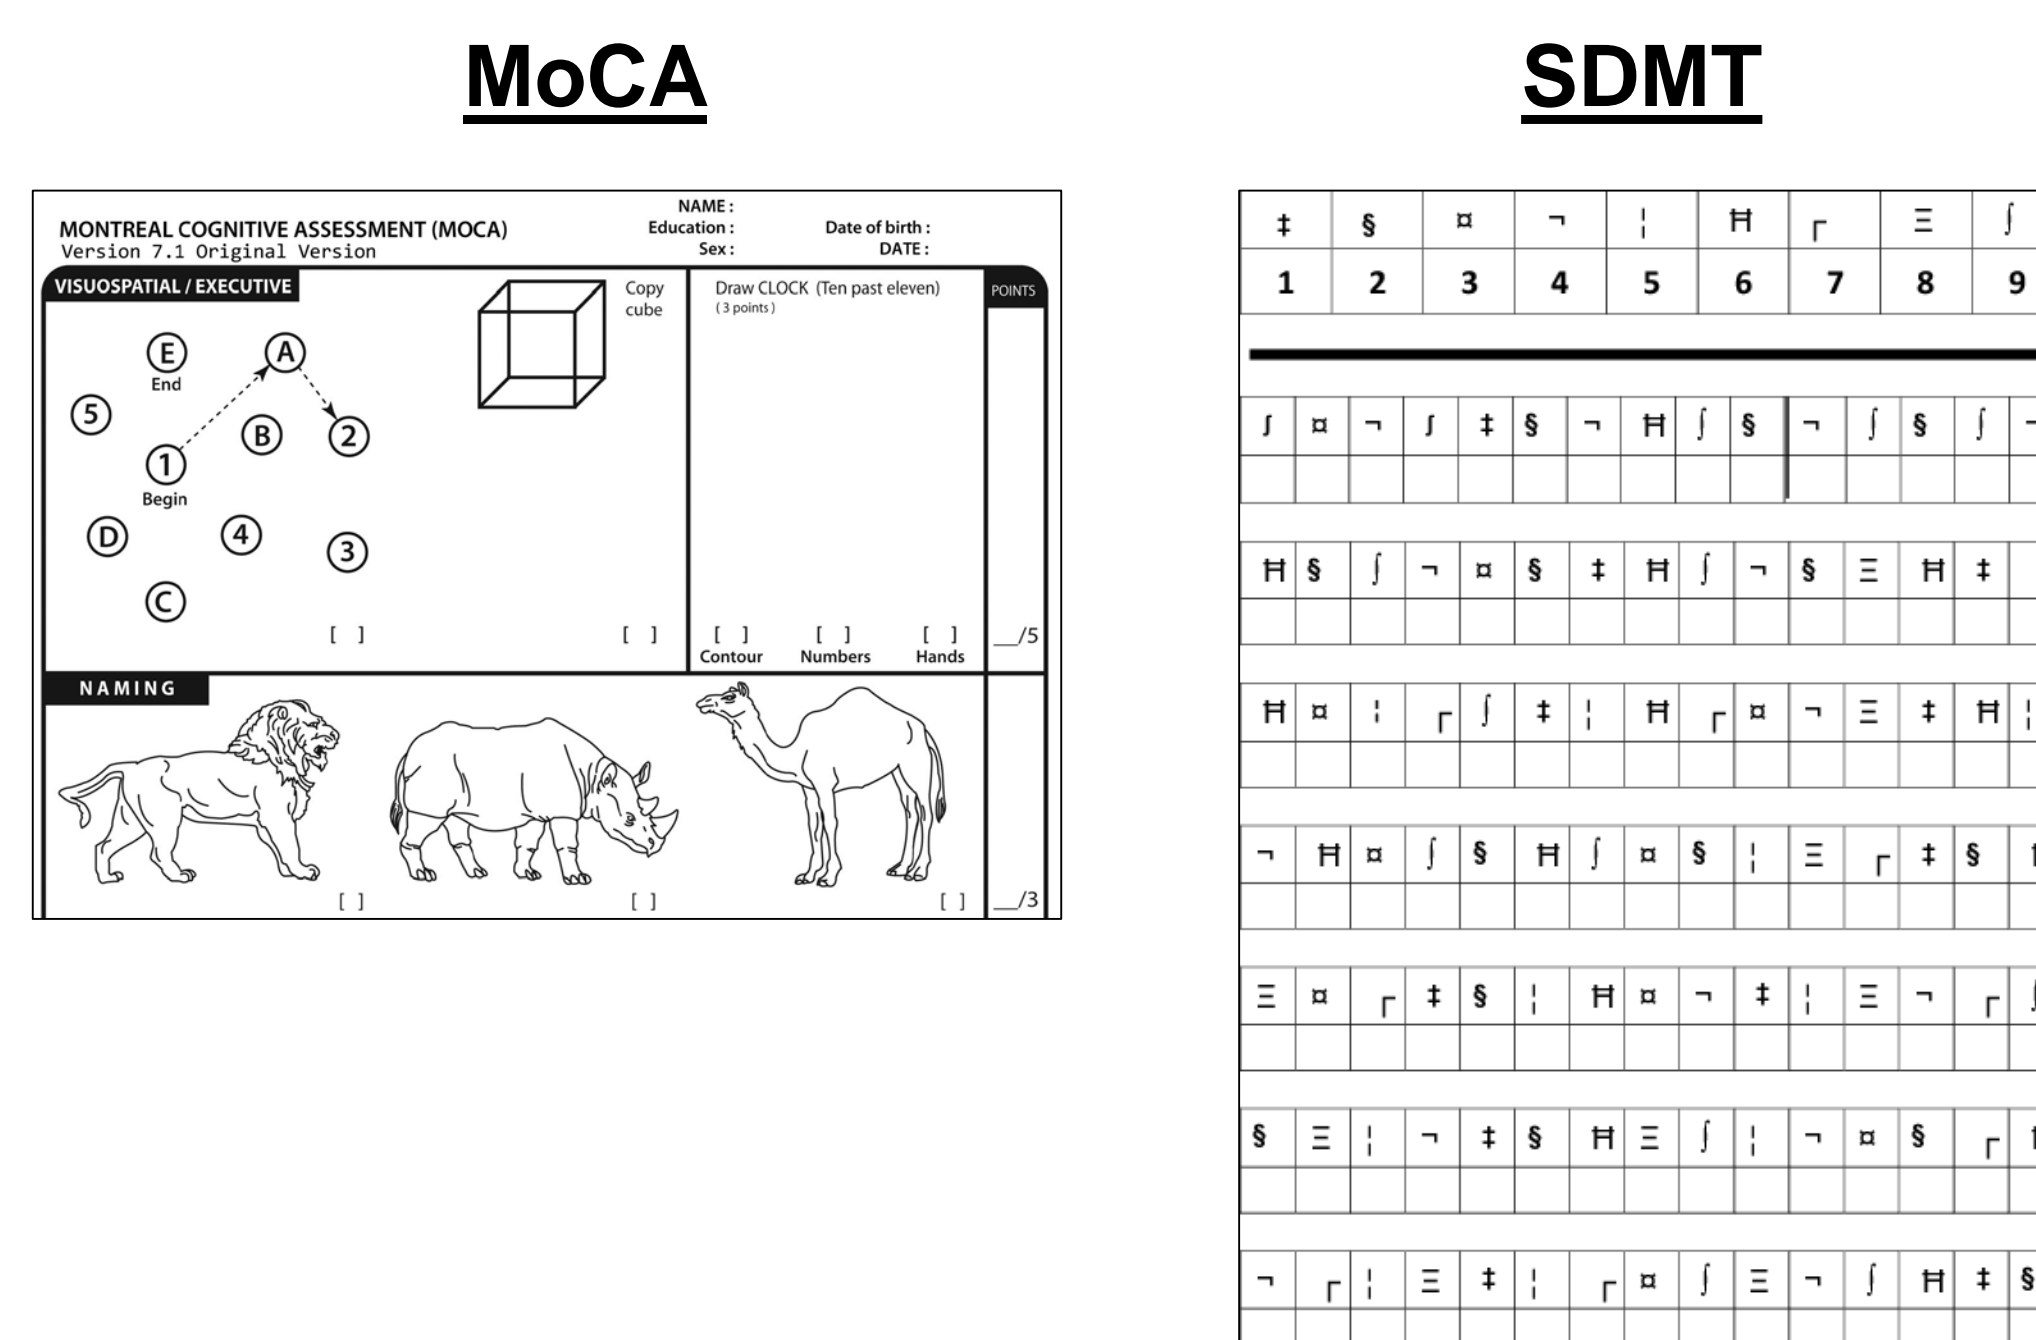 MoCA
SDMT
MONTREAL COGNITIVE ASSESSMENT (MOCA)
Version 7.1 Original Version
NAME :
Education :
Sex :
Date of birth :
DATE :
VISUOSPATIAL / EXECUTIVE
Copy cube
Draw CLOCK (Ten past eleven)
( 3 points )
POINTS
E
End
A
5
B
2
1
Begin
D
4
3
C
[ ]
[ ]
[ ] [ ] [ ]
Contour Numbers Hands
__/5
NAMING
[ ]
[ ]
[ ]
__/3
‡ § ¤ ¬ ¦ Ħ ┌ Ξ ∫
1 2 3 4 5 6 7 8 9
∫ ¤ ¬ ∫ ‡ § ¬ Ħ ∫ § ¬ ∫ § ∫ ¬
Ħ § ∫ ¬ ¤ § ‡ Ħ ∫ ¬ § Ξ Ħ ‡
Ħ ¤ ¦ ┌ ∫ ‡ ¦ Ħ ┌ ¤ ¬ Ξ ‡ Ħ ¦
¬ Ħ ¤ ∫ § Ħ ∫ ¤ § ¦ Ξ ┌ ‡ §
Ξ ¤ ┌ ‡ § ¦ Ħ ¤ ¬ ‡ ¦ Ξ ¬ ┌
§ Ξ ¦ ¬ ‡ § Ħ Ξ ∫ ¦ ¬ ¤ § ┌
¬ ┌ ¦ Ξ ‡ ¦ ┌ ¤ ∫ Ξ ¬ ∫ Ħ ‡ §